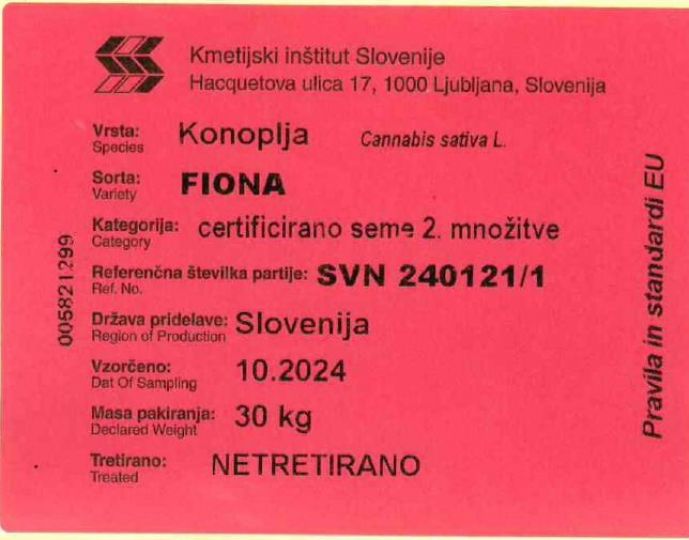 Kmetijski inštitut Slovenije
Hacquetova ulica 17, 1000 Ljubljana, Slovenija
Vrsta: Konoplja Cannabis sativa L.
Species
Sorta: FIONA
Variety
Kategorija: certificirano seme 2. množitve
Category
Referenčna številka partije: SVN 240121/1
Ref. No.
Država pridelave: Slovenija
Region of Production
Vzorčeno: 10.2024
Dat Of Sampling
Masa pakiranja: 30 kg
Declared Weight
Tretirano: NETRETIRANO
Treated
005821299
Pravila in standardi EU